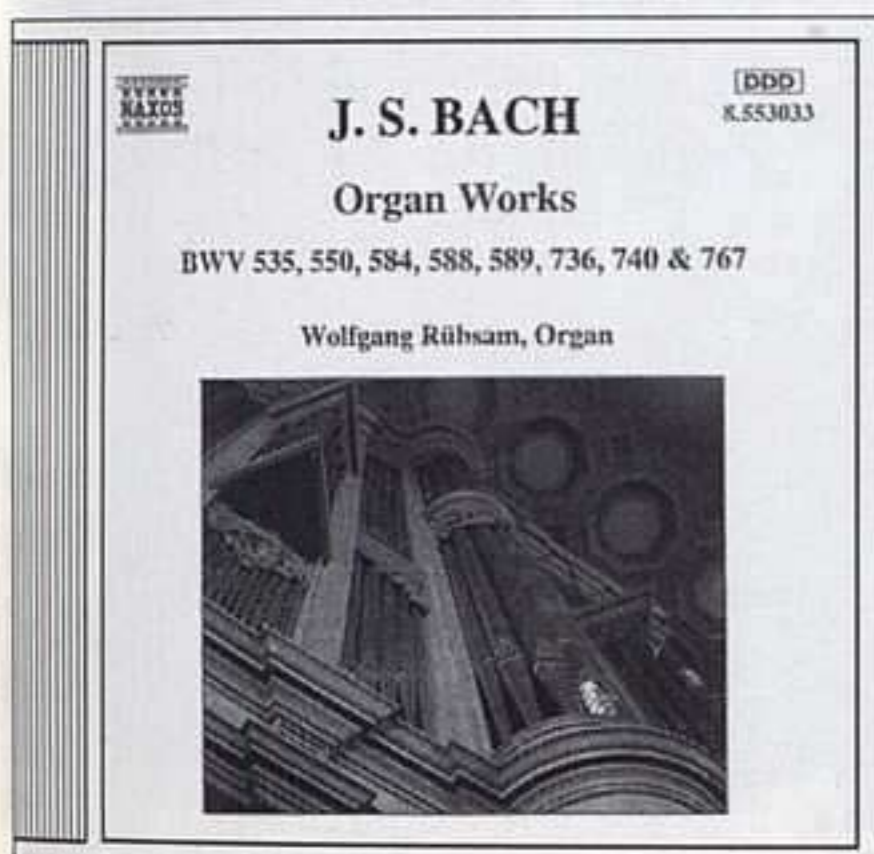 NAXOS
DDD
8.553033
J. S. BACH
Organ Works
BWV 535, 550, 584, 588, 589, 736, 740 & 767
Wolfgang Rübsam, Organ